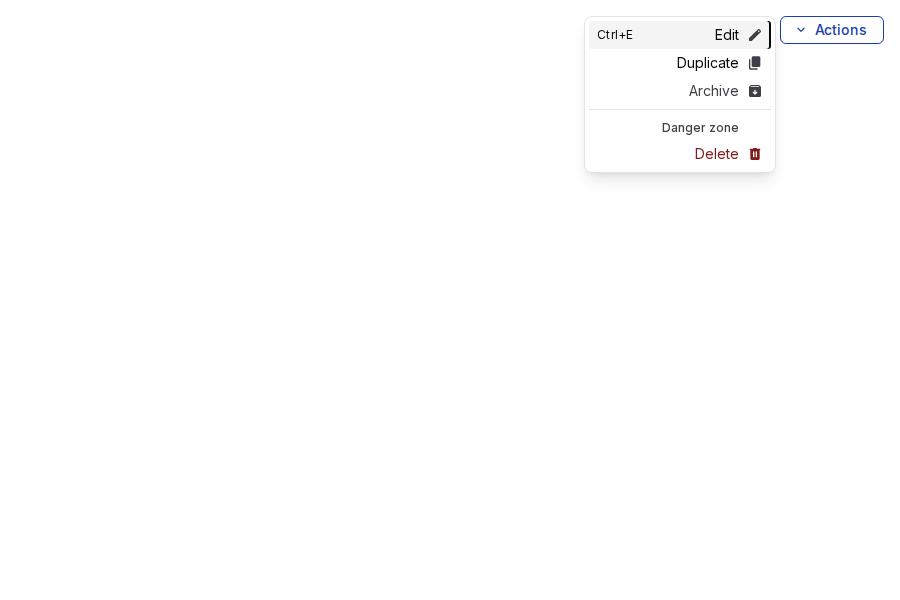 Actions
Edit Ctrl+E
Duplicate
Archive
Danger zone
Delete